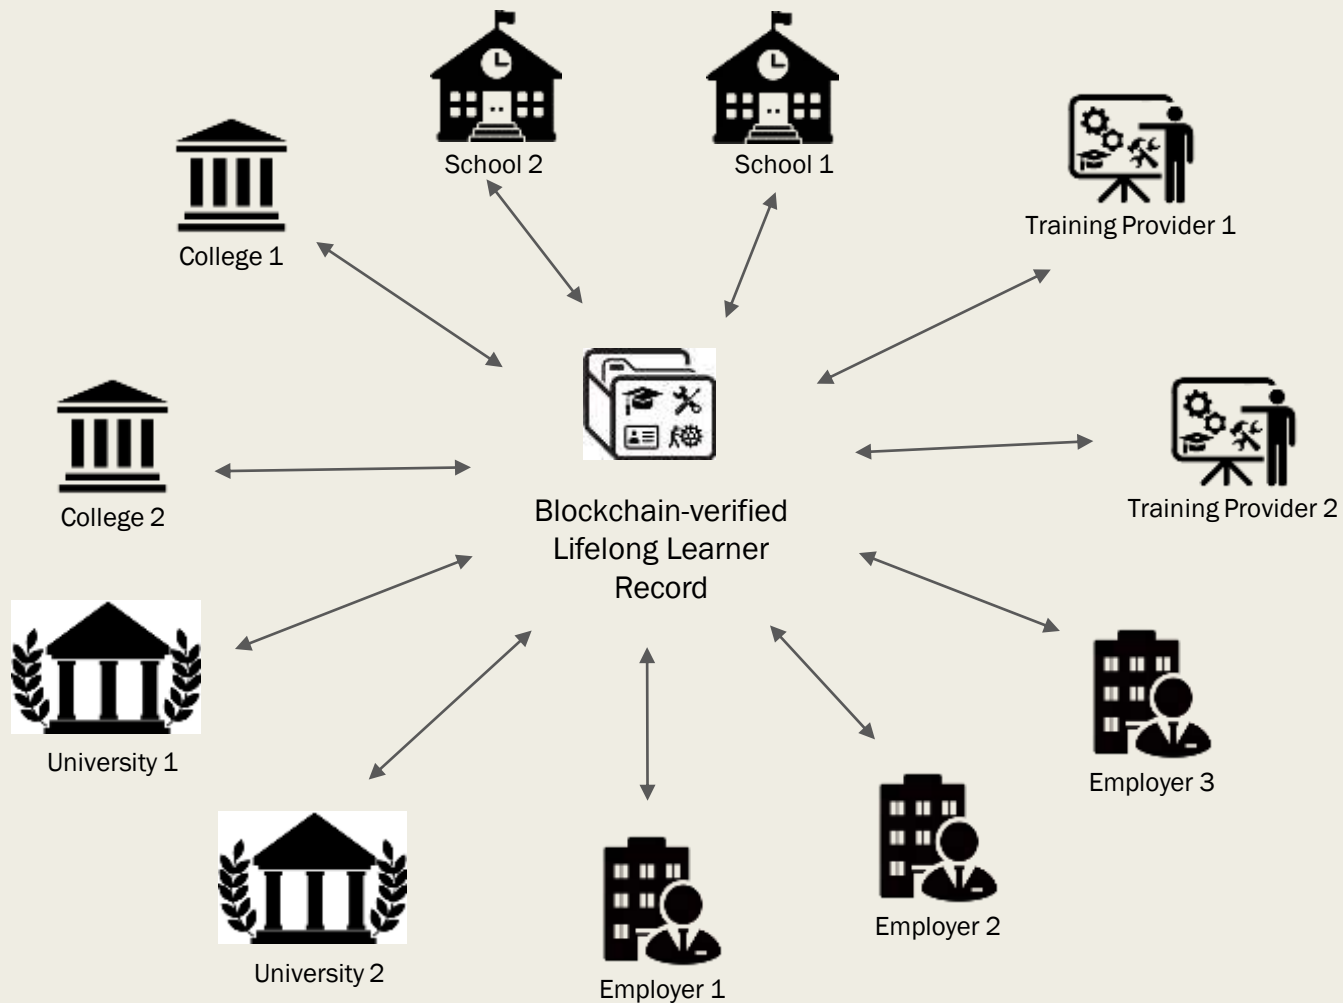 School 2
School 1
Training Provider 1
College 1
Training Provider 2
College 2
Blockchain-verified
Lifelong Learner
Record
University 1
Employer 3
Employer 2
University 2
Employer 1